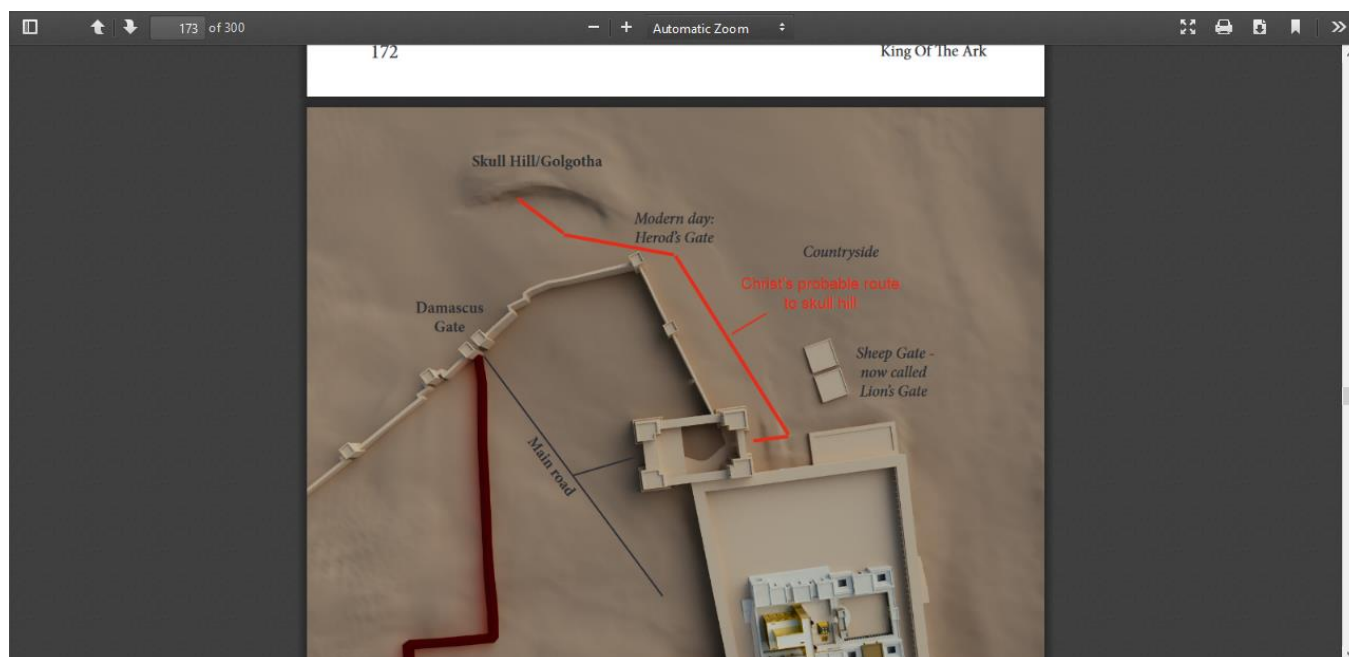 173 of 300
Automatic Zoom
172
King Of The Ark
Skull Hill/Golgotha
Modern day:
Herod's Gate
Countryside
Christ's probable route,
to skull hill
Damascus
Gate
Sheep Gate -
now called
Lion's Gate
Main road